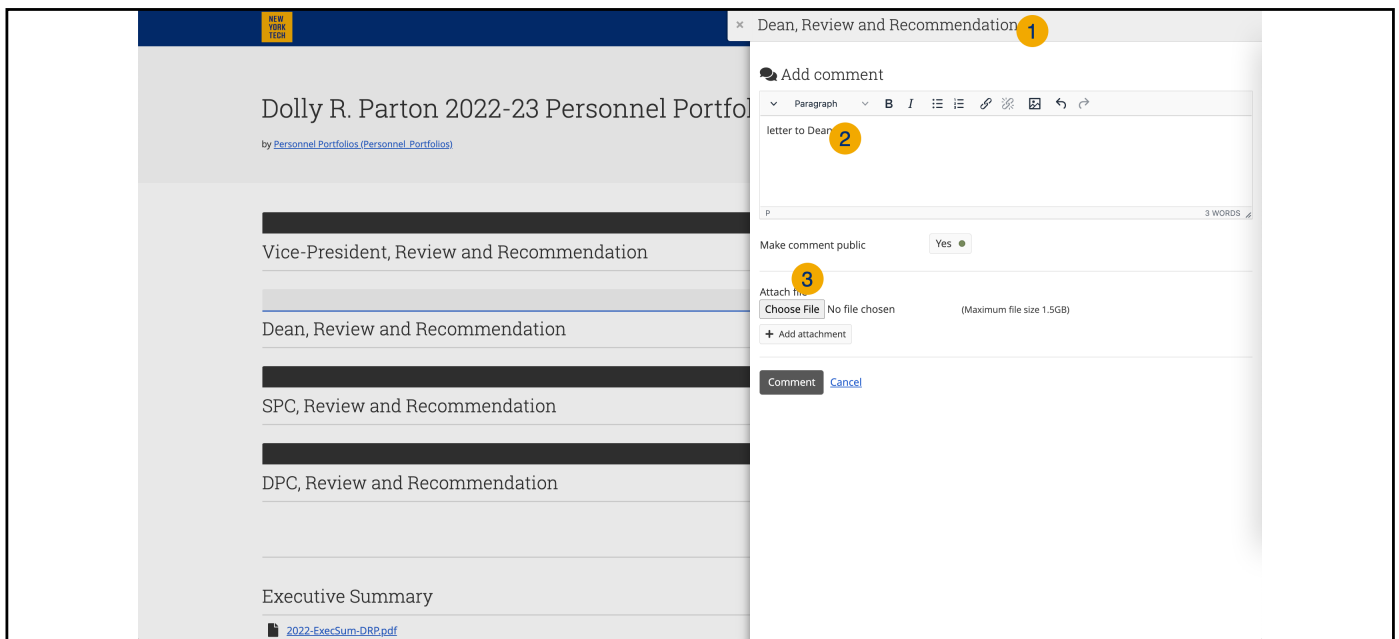 NEW
YORK
TECH
Dolly R. Parton 2022-23 Personnel Portfol
by Personnel Portfolios (Personnel_Portfolios)
Vice-President, Review and Recommendation
Dean, Review and Recommendation
SPC, Review and Recommendation
DPC, Review and Recommendation
Executive Summary
2022-ExecSum-DRP.pdf
× Dean, Review and Recommendation 1
Add comment
Paragraph B I
letter to Dean 2
P 3 WORDS
Make comment public Yes
3
Attach file
Choose File No file chosen (Maximum file size 1.5GB)
+ Add attachment
Comment Cancel